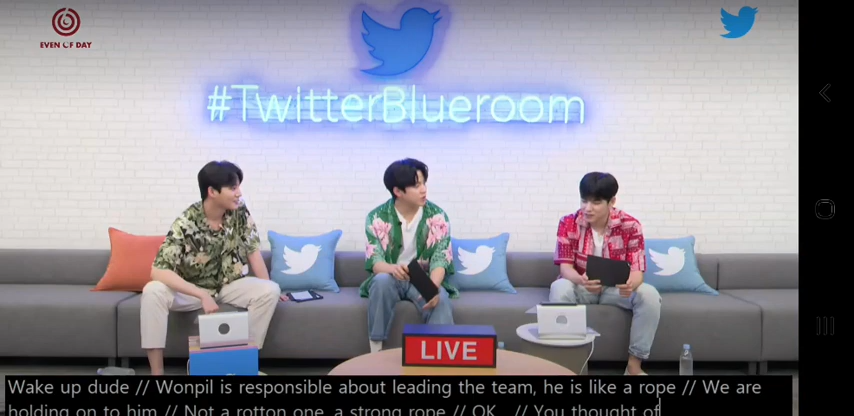 EVEN OF DAY
#TwitterBlueroom
LIVE
Wake up dude // Wonpil is responsible about leading the team, he is like a rope // We are
holding on to him // Not a rotton one, a strong rope // OK.. // You thought of